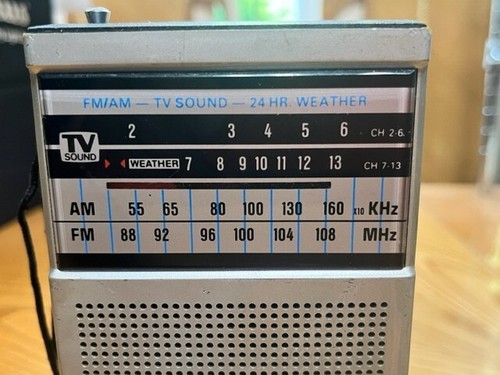 FM/AM — TV SOUND — 24 HR. WEATHER
2 3 4 5 6 CH 2-6
TV SOUND
WEATHER 7 8 9 10 11 12 13 CH 7-13
AM 55 65 80 100 130 160 x10 KHz
FM 88 92 96 100 104 108 MHz